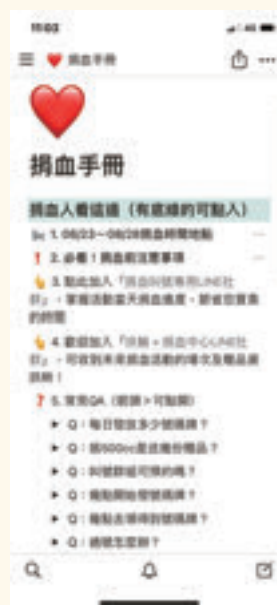 11:02
捐血手冊
捐血手冊
捐血人看這邊（有底線的可點入）
1. 08/23~08/28捐血時間地點
2. 必看！捐血前注意事項
3. 點此加入「捐血叫號專用LINE社
群」，掌握活動當天捐血進度，節省您寶貴
的時間
4. 歡迎加入「 捐血中心LINE社
群」，可收到未來捐血活動的場次及贈品資
訊喔！
5. 常見QA（箭頭>可點開）
Q：每日發放多少號碼牌？
Q：捐500cc是送幾份贈品？
Q：叫號群組可預約嗎？
Q：幾點開始發號碼牌？
Q：幾點去領得到號碼牌？
Q：過號怎麼辦？